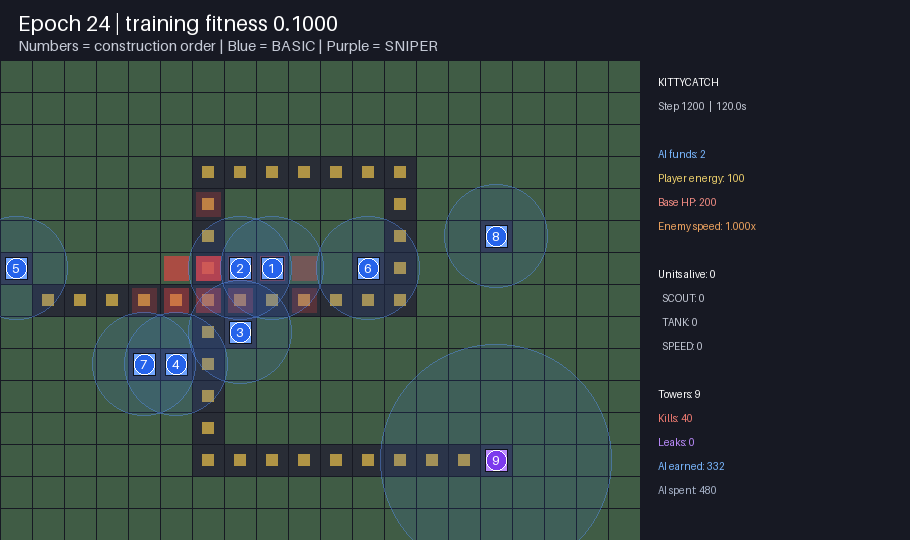 Epoch 24 | training fitness 0.1000
Numbers = construction order | Blue = BASIC | Purple = SNIPER
KITTYCATCH
Step 1200 | 120.0s
AI funds: 2
Player energy: 100
Base HP: 200
Enemy speed: 1.000x
Units alive: 0
SCOUT: 0
TANK: 0
SPEED: 0
Towers: 9
Kills: 40
Leaks: 0
AI earned: 332
AI spent: 480
8
5
2
1
6
3
7
4
9